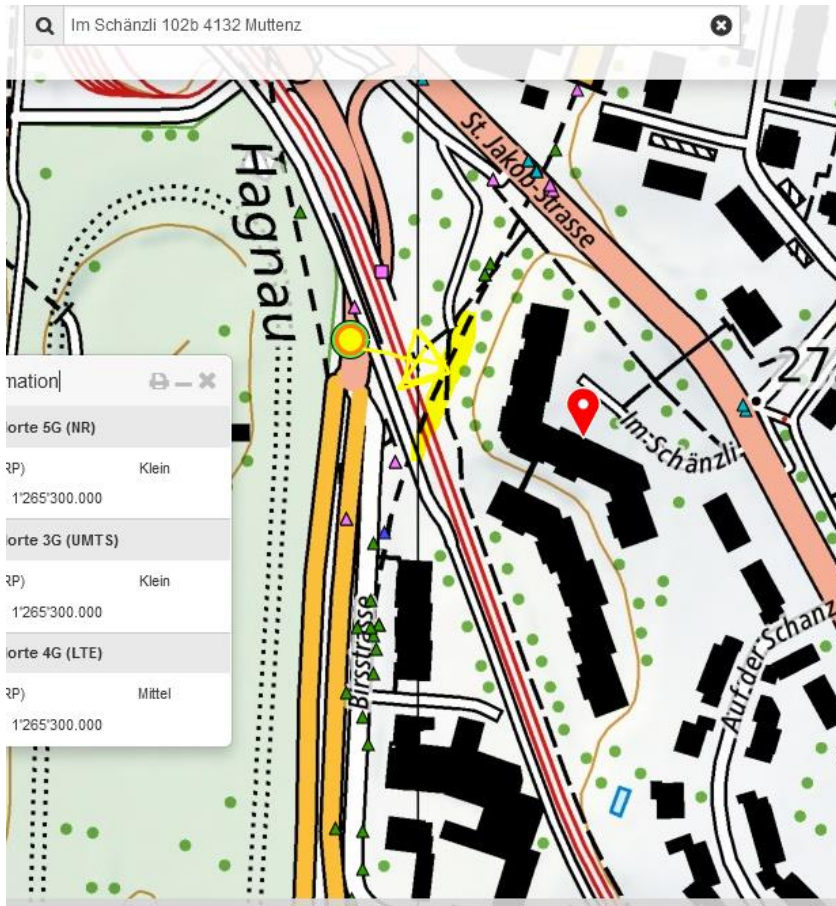 Im Schänzli 102b 4132 Muttenz
St. Jakob-Strasse
Hagnau
27
mation
orte 5G (NR)
RP) Klein
1'265'300.000
orte 3G (UMTS)
RP) Klein
1'265'300.000
orte 4G (LTE)
RP) Mittel
1'265'300.000
Im Schänzli
Birsstrasse
Auf der Schanz